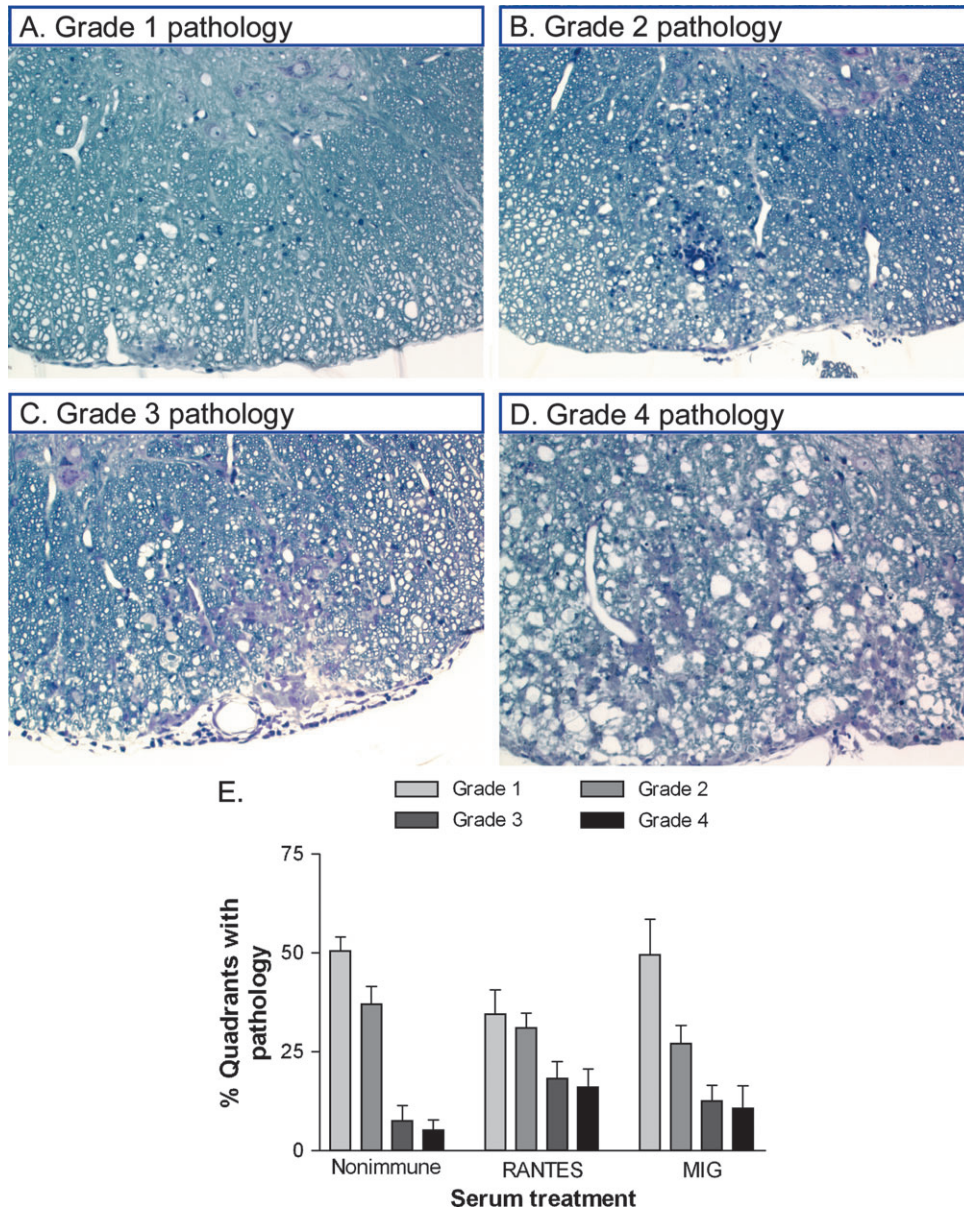 A. Grade 1 pathology
B. Grade 2 pathology
C. Grade 3 pathology
D. Grade 4 pathology
E.
Grade 1
Grade 2
Grade 3
Grade 4
75
50
25
0
% Quadrants with
pathology
Nonimmune
RANTES
MIG
Serum treatment